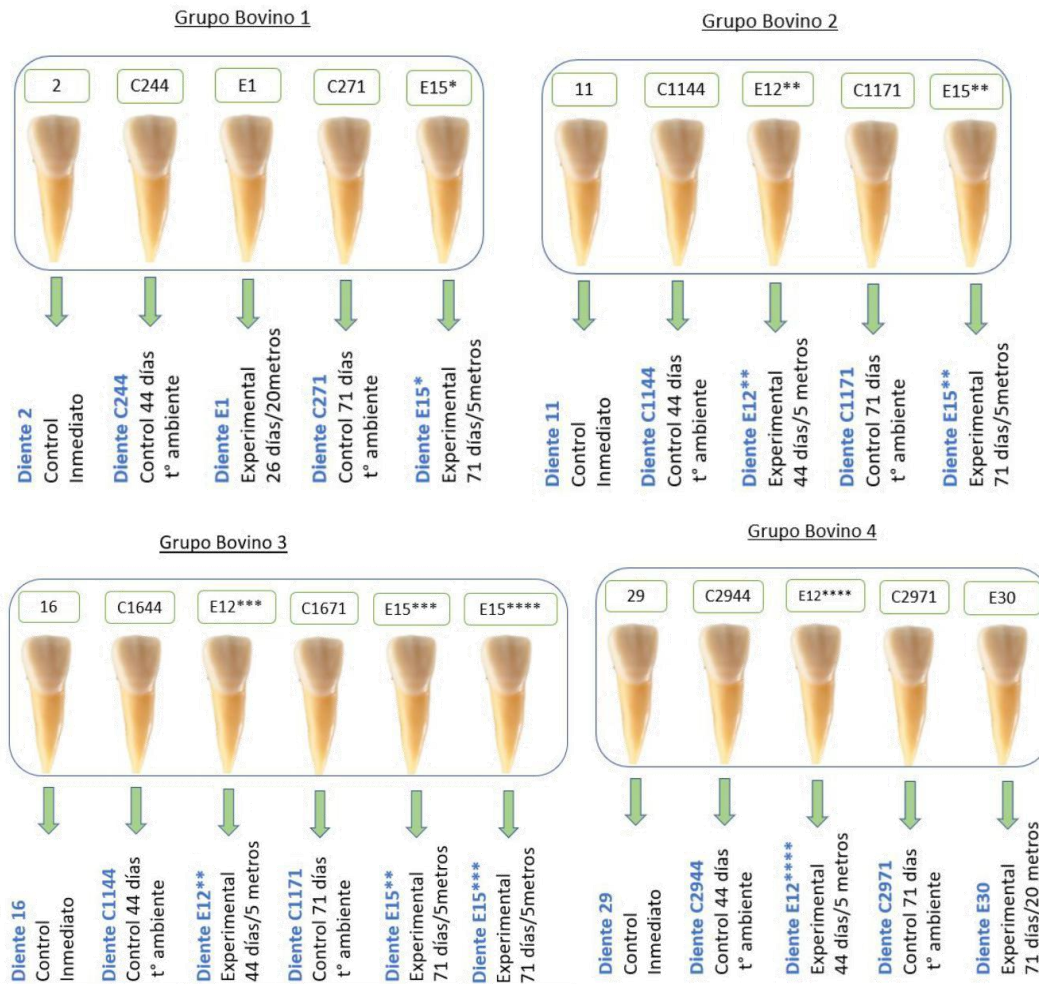 Grupo Bovino 1
2
C244
E1
C271
E15*
Diente 2
Control
Inmediato
Diente C244
Control 44 días
t° ambiente
Diente E1
Experimental
26 días/20metros
Diente C271
Control 71 días
t° ambiente
Diente E15*
Experimental
71 días/5metros
Grupo Bovino 2
11
C1144
E12**
C1171
E15**
Diente 11
Control
Inmediato
Diente C1144
Control 44 días
t° ambiente
Diente E12**
Experimental
44 días/5 metros
Diente C1171
Control 71 días
t° ambiente
Diente E15**
Experimental
71 días/5metros
Grupo Bovino 3
16
C1644
E12***
C1671
E15***
E15****
Diente 16
Control
Inmediato
Diente C1144
Control 44 días
t° ambiente
Diente E12**
Experimental
44 días/5 metros
Diente C1171
Control 71 días
t° ambiente
Diente E15**
Experimental
71 días/5metros
Diente E15***
Experimental
71 días/5metros
Grupo Bovino 4
29
C2944
E12****
C2971
E30
Diente 29
Control
Inmediato
Diente C2944
Control 44 días
t° ambiente
Diente E12****
Experimental
44 días/5 metros
Diente C2971
Control 71 días
t° ambiente
Diente E30
Experimental
71 días/20 metros